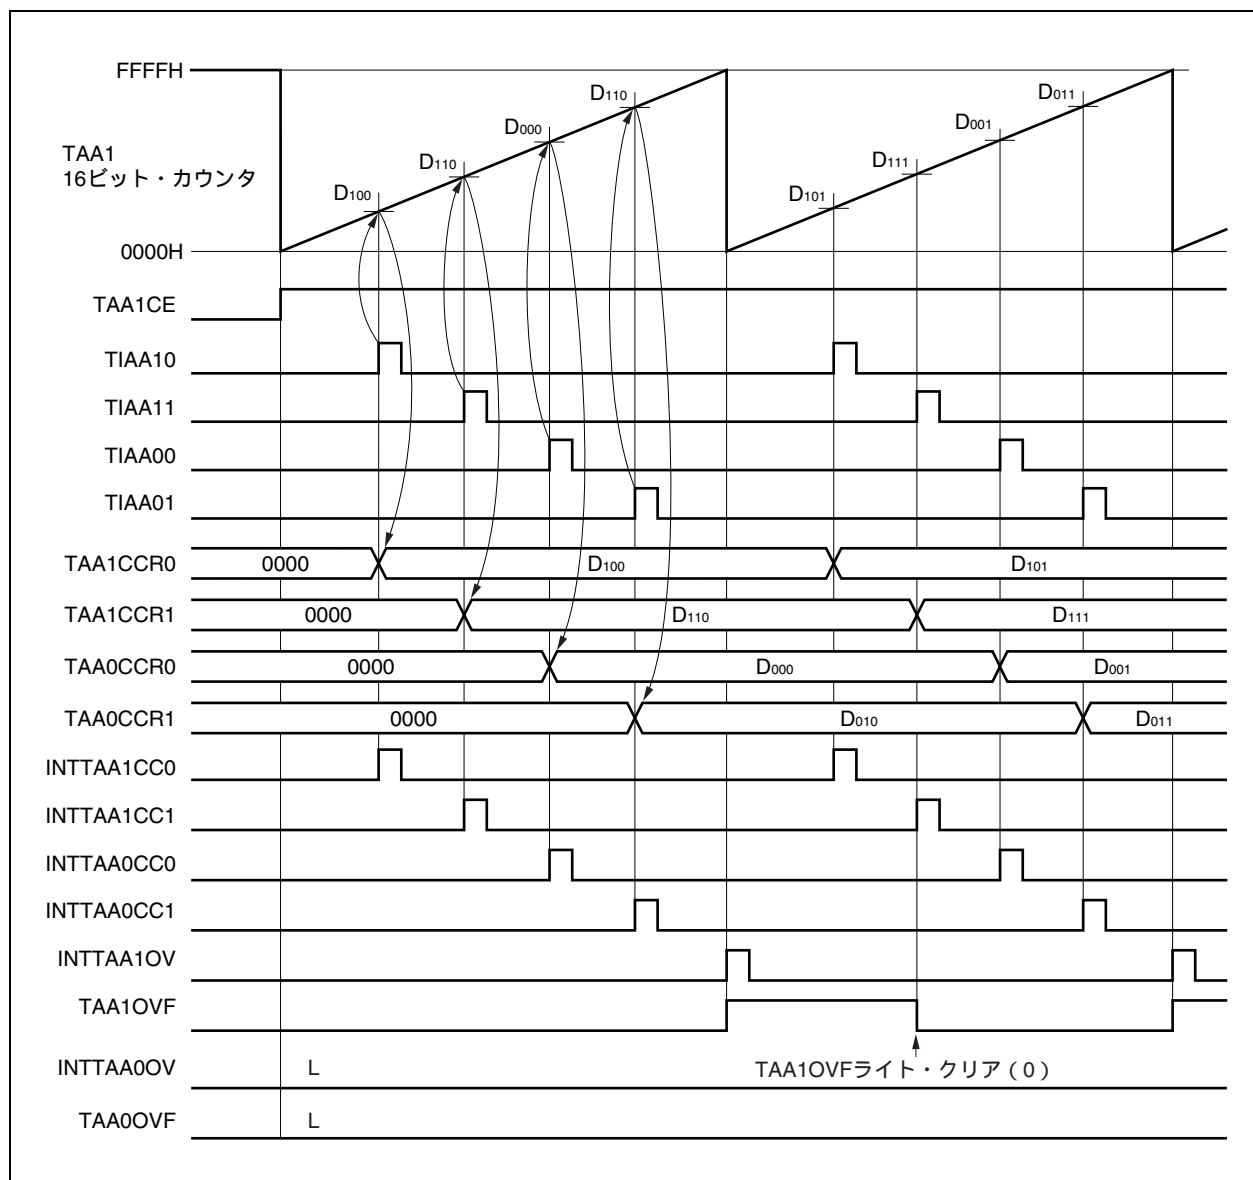 FFFFH
TAA1
16ビット・カウンタ
0000H
D100
D110
D000
D110
D101
D111
D001
D011
TAA1CE
TIAA10
TIAA11
TIAA00
TIAA01
TAA1CCR0 0000 D100 D101
TAA1CCR1 0000 D110 D111
TAA0CCR0 0000 D000 D001
TAA0CCR1 0000 D010 D011
INTTAA1CC0
INTTAA1CC1
INTTAA0CC0
INTTAA0CC1
INTTAA1OV
TAA1OVF
TAA1OVFライト・クリア(0)
INTTAA0OV L
TAA0OVF L